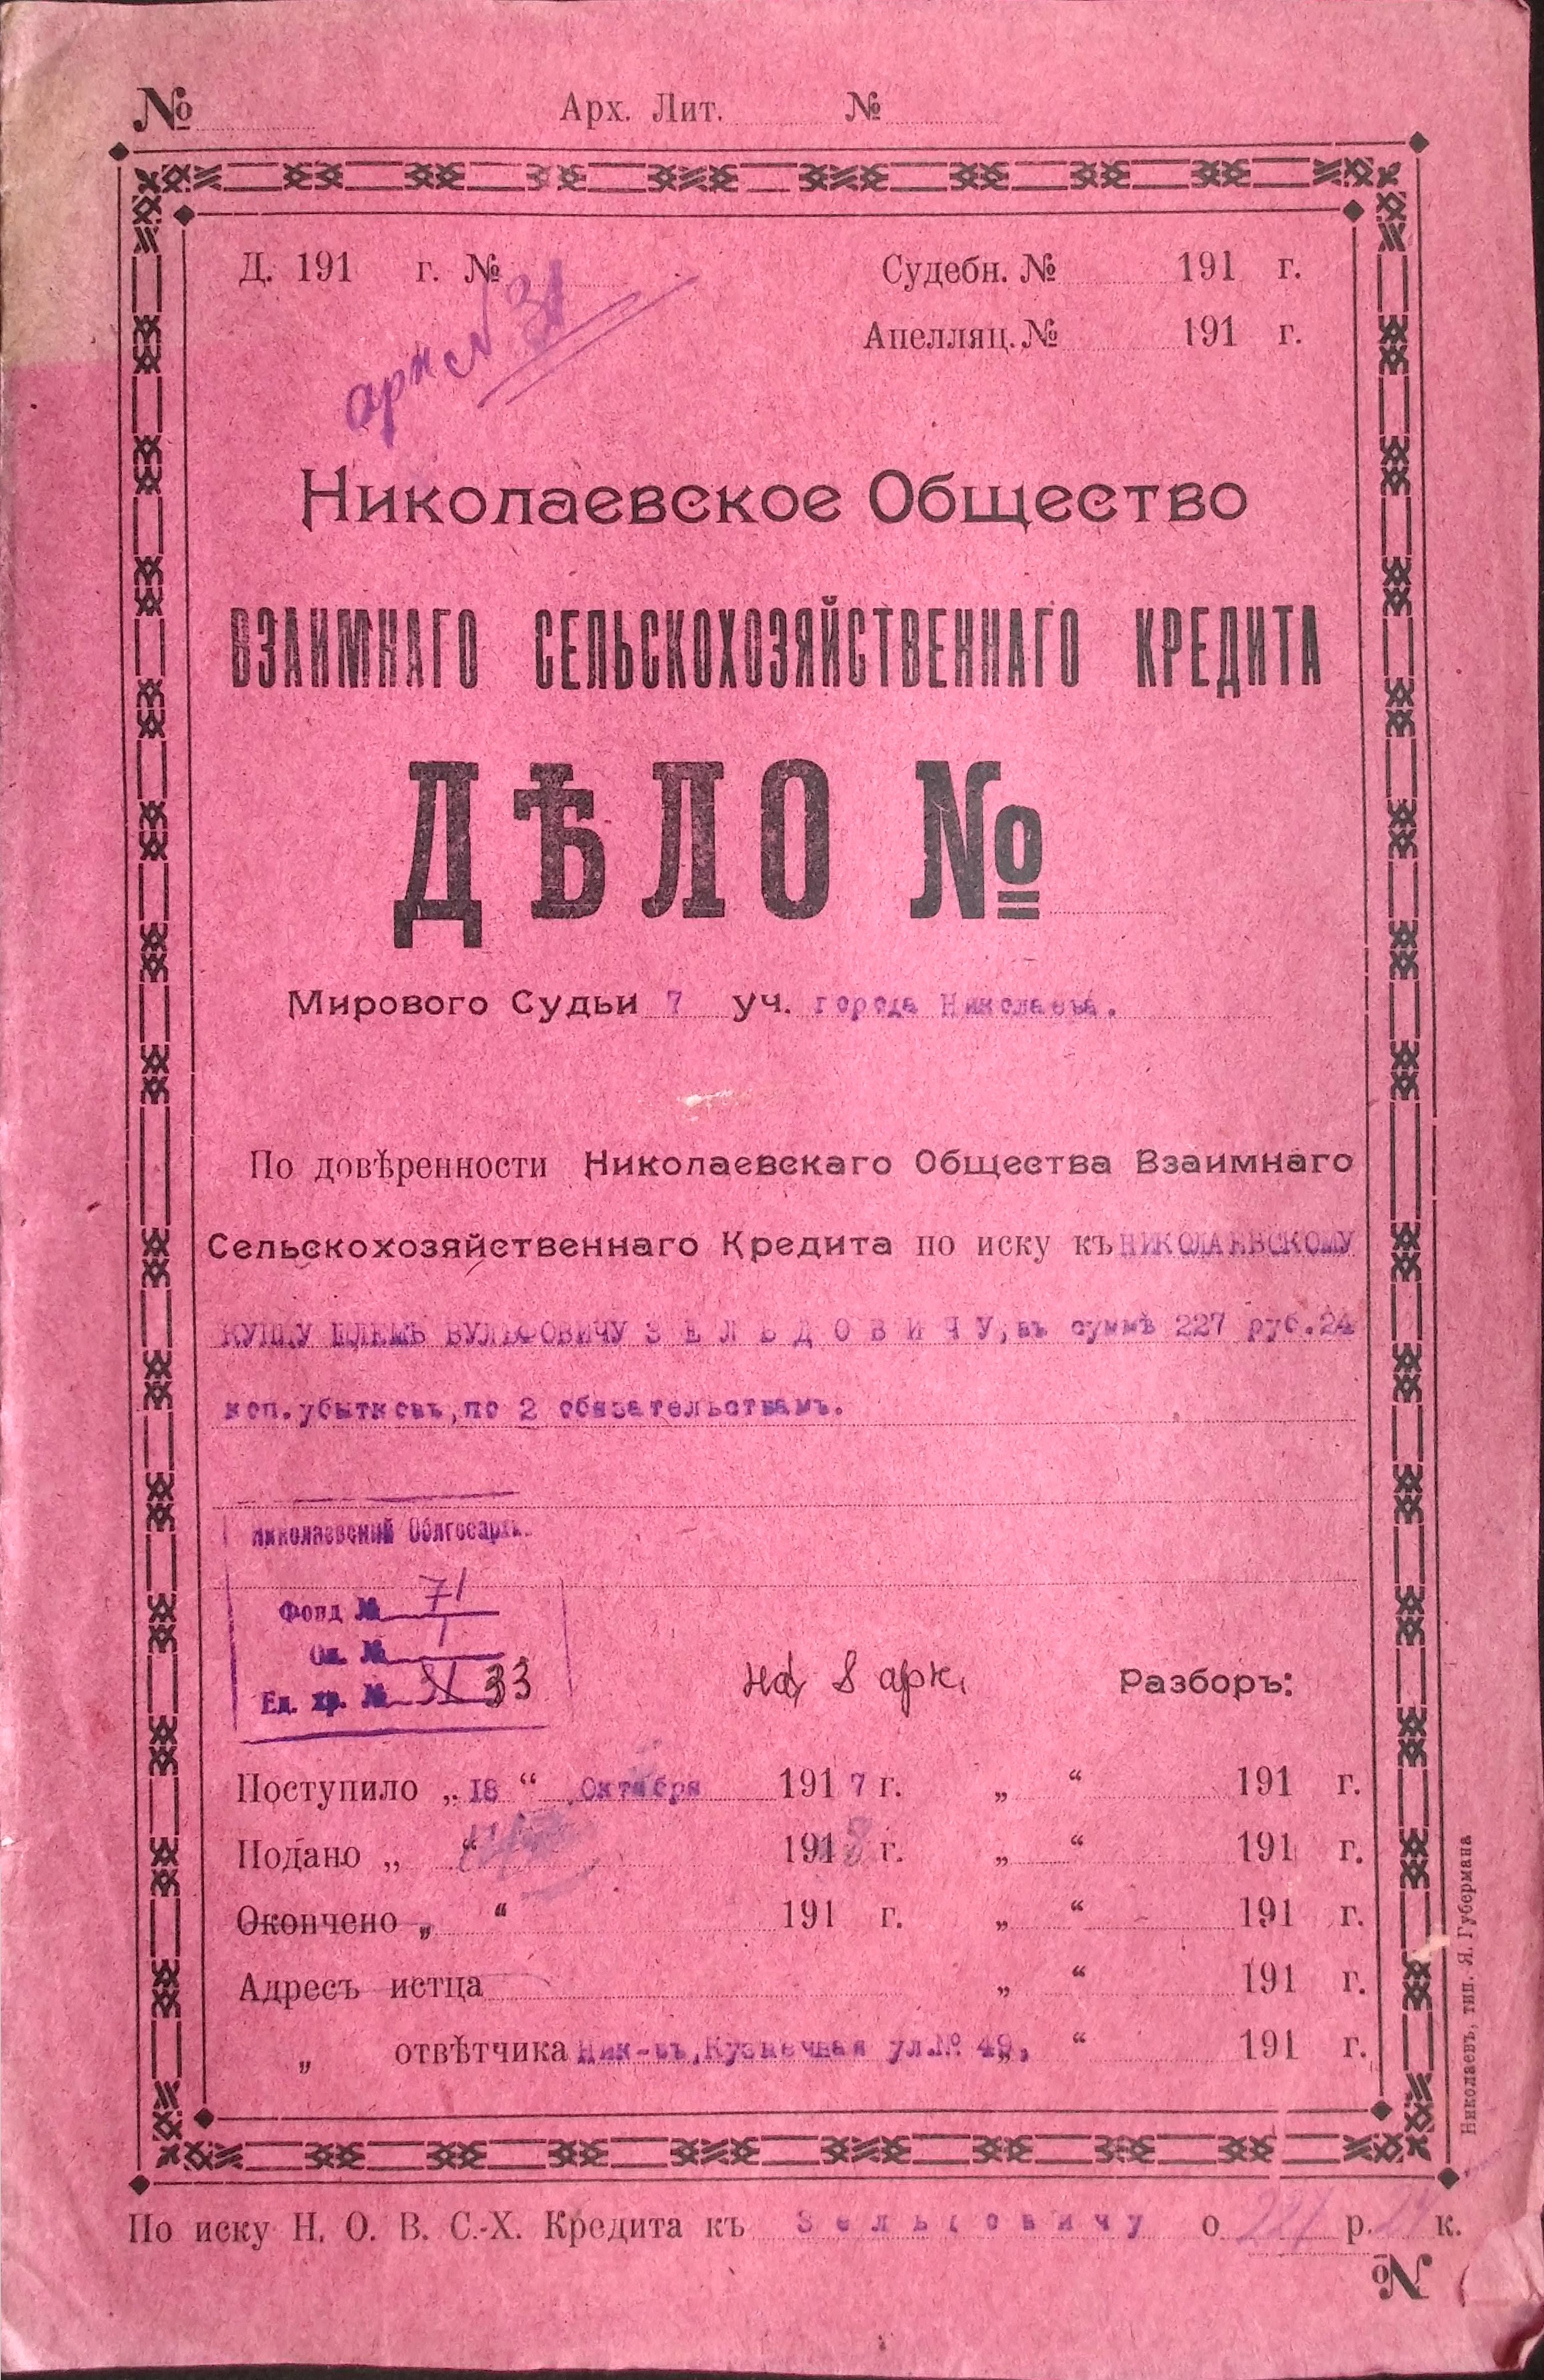 № Арх. Лит. №
Д. 191 г. № Судебн. № 191 г.
арх № 31
Апелляц. № 191 г.
Николаевское Общество
ВЗАИМНАГО СЕЛЬСКОХОЗЯЙСТВЕННАГО КРЕДИТА
ДѢЛО №
Мирового Судьи 7 уч. города Николаева.
По довѣренности Николаевскаго Общества Взаимнаго
Сельскохозяйственнаго Кредита по иску къ НИКОЛАЕВСКОМУ
КУПЦУ ШЛЕМѢ ВУЛЬФОВИЧУ З Е Л Ь Д О В И Ч У, въ суммѣ 227 руб. 24
коп. убытковъ, по 2 обязательствамъ.
Николаевский Облгосарх.
Фонд № 71
Оп. № 1
Ед. хр. № 31 33
на 8 арк. Разборъ:
Поступило „ 18 “ Октября 1917 г. „ “ 191 г.
Подано „ “ 1918 г. „ “ 191 г.
Окончено „ “ 191 г. „ “ 191 г.
Адресъ истца „ “ 191 г.
„ отвѣтчика Ник-въ, Кузнечная ул. № 49, „ “ 191 г.
Николаевъ, тип. Я. Губермана
По иску Н. О. В. С.-Х. Кредита къ З е л ь д о в и ч у о 227 р. 24 к.
№